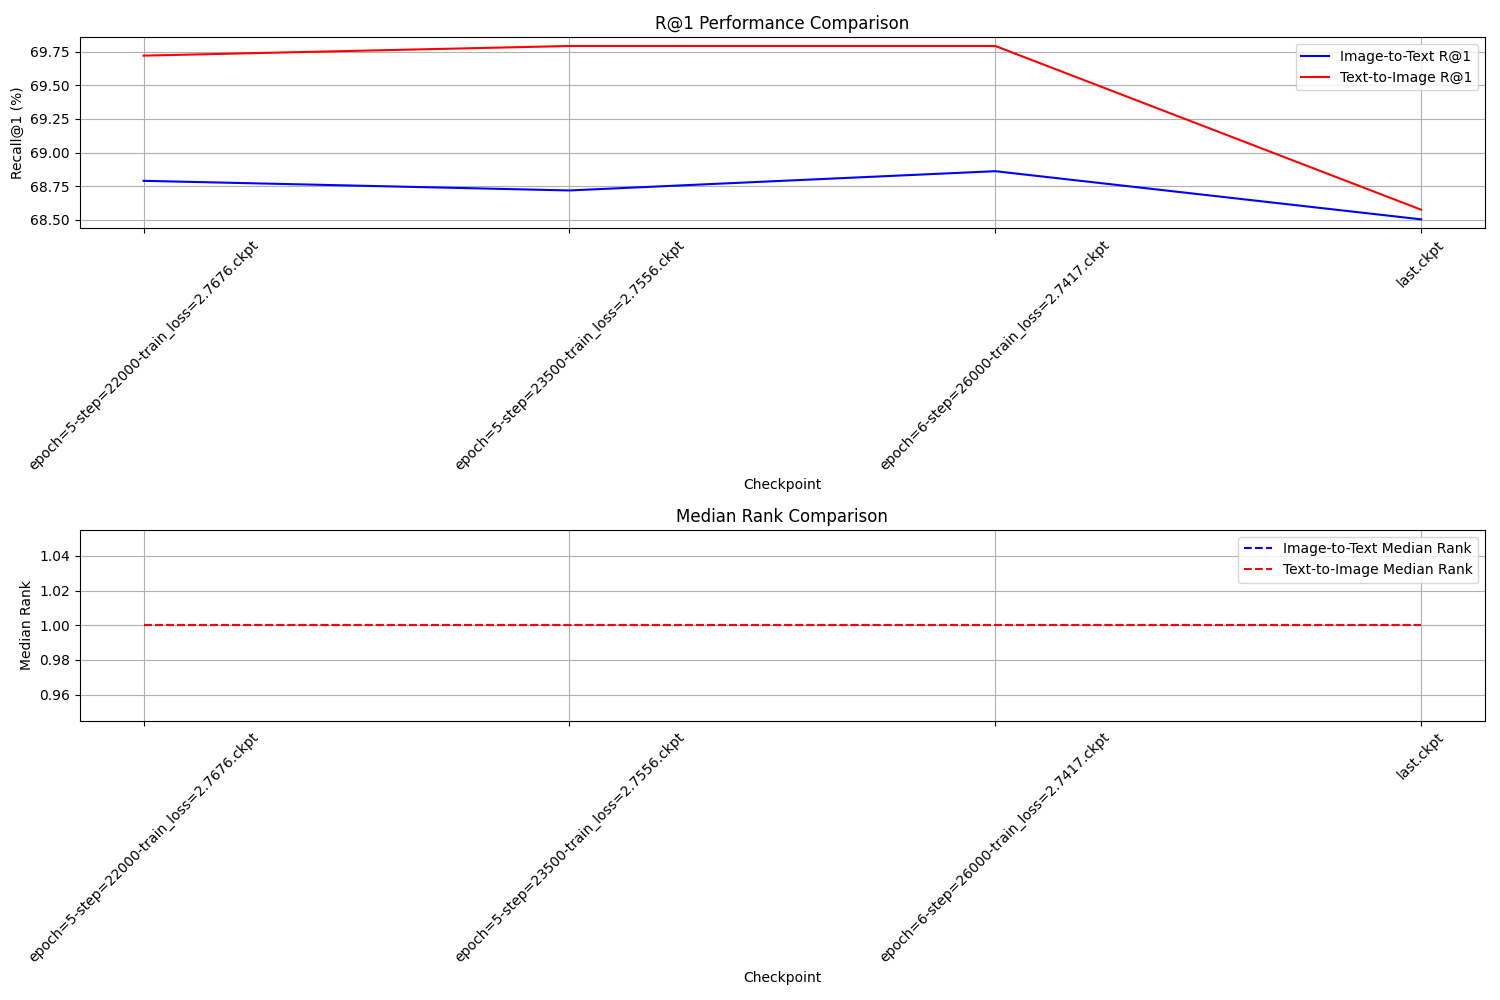 R@1 Performance Comparison
Recall@1 (%)
69.75
69.50
69.25
69.00
68.75
68.50
Image-to-Text R@1
Text-to-Image R@1
epoch=5-step=22000-train_loss=2.7676.ckpt
epoch=5-step=23500-train_loss=2.7556.ckpt
epoch=6-step=26000-train_loss=2.7417.ckpt
last.ckpt
Checkpoint
Median Rank Comparison
Median Rank
1.04
1.02
1.00
0.98
0.96
Image-to-Text Median Rank
Text-to-Image Median Rank
epoch=5-step=22000-train_loss=2.7676.ckpt
epoch=5-step=23500-train_loss=2.7556.ckpt
epoch=6-step=26000-train_loss=2.7417.ckpt
last.ckpt
Checkpoint